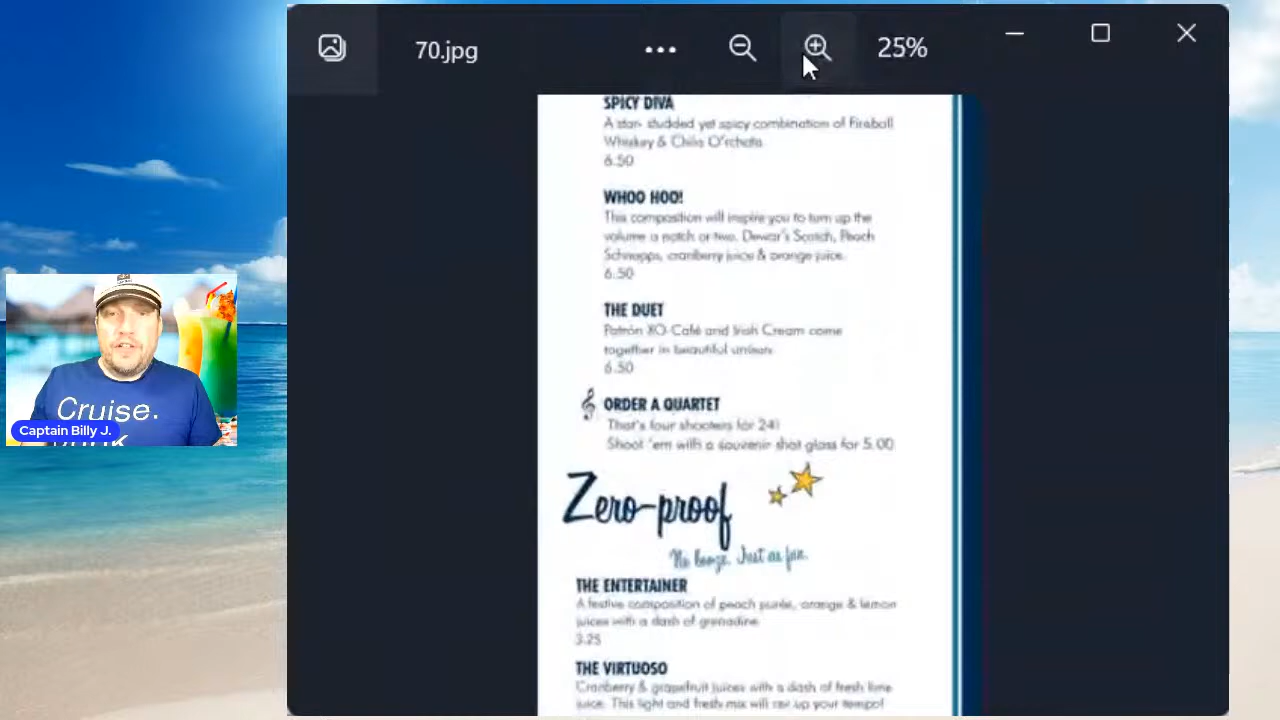 70.jpg
25%
SPICY DIVA
A star- studded yet spicy combination of Fireball
Whiskey & Chila O'rchata
6.50
WHOO HOO!
This composition will inspire you to turn up the
volume a notch or two. Dewar's Scotch, Peach
Schnapps, cranberry juice & orange juice.
6.50
THE DUET
Patrón XO Café and Irish Cream come
together in beautiful unison
6.50
ORDER A QUARTET
That's four shooters for 24!
Shoot 'em with a souvenir shot glass for 5.00
Zero-proof
No booze. Just as fun.
THE ENTERTAINER
A festive composition of peach purée, orange & lemon
juices with a dash of grenadine
3.25
THE VIRTUOSO
Cranberry & grapefruit juices with a dash of fresh lime
juice. This light and fresh mix will rev up your tempo!
Cruise.
Captain Billy J.